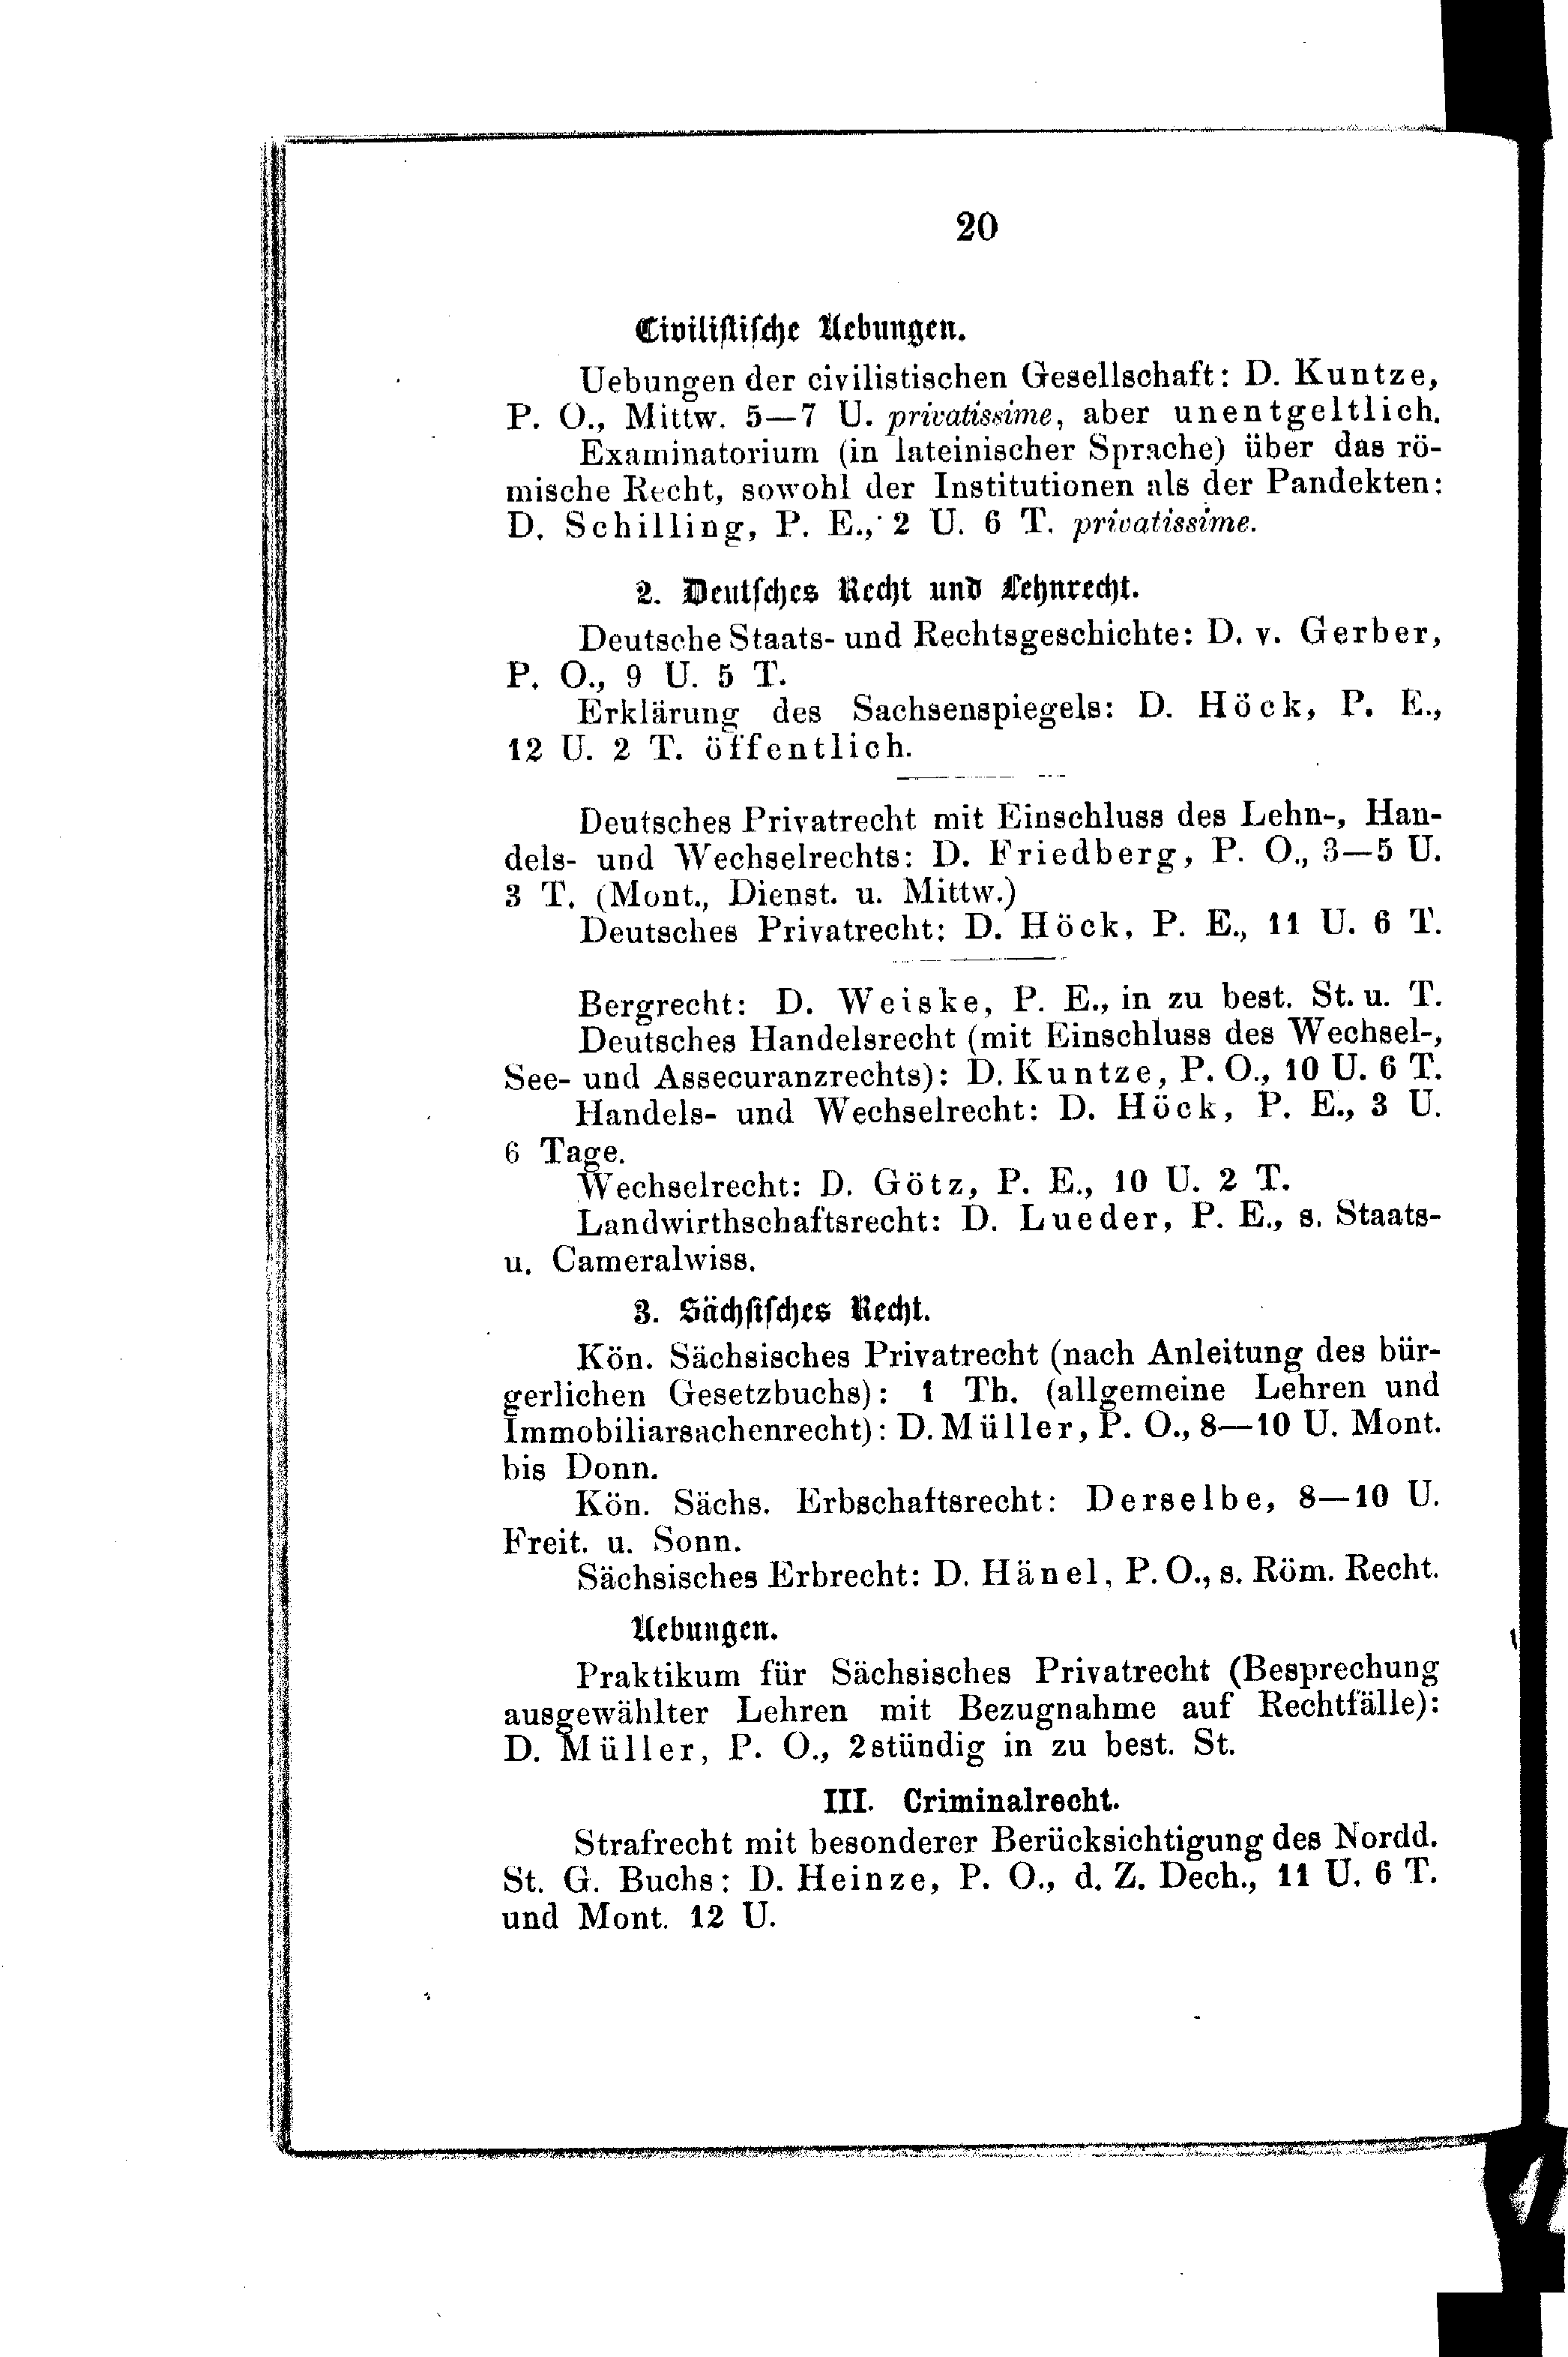 20
Civilistische Uebungen.
Uebungen der civilistischen Gesellschaft: D. Kuntze,
P. O., Mittw. 5—7 U. privatissime, aber unentgeltlich.
Examinatorium (in lateinischer Sprache) über das rö-
mische Recht, sowohl der Institutionen als der Pandekten:
D. Schilling, P. E., 2 U. 6 T. privatissime.
2. Deutsches Recht und Lehnrecht.
Deutsche Staats- und Rechtsgeschichte: D. v. Gerber,
P. O., 9 U. 5 T.
Erklärung des Sachsenspiegels: D. Höck, P. E.,
12 U. 2 T. öffentlich.
Deutsches Privatrecht mit Einschluss des Lehn-, Han-
dels- und Wechselrechts: D. Friedberg, P. O., 3—5 U.
3 T. (Mont., Dienst. u. Mittw.)
Deutsches Privatrecht: D. Höck, P. E., 11 U. 6 T.
Bergrecht: D. Weiske, P. E., in zu best. St. u. T.
Deutsches Handelsrecht (mit Einschluss des Wechsel-,
See- und Assecuranzrechts): D. Kuntze, P. O., 10 U. 6 T.
Handels- und Wechselrecht: D. Höck, P. E., 3 U.
6 Tage.
Wechselrecht: D. Götz, P. E., 10 U. 2 T.
Landwirthschaftsrecht: D. Lueder, P. E., s. Staats-
u. Cameralwiss.
3. Sächsisches Recht.
Kön. Sächsisches Privatrecht (nach Anleitung des bür-
gerlichen Gesetzbuchs): 1 Th. (allgemeine Lehren und
Immobiliarsachenrecht): D. Müller, P. O., 8—10 U. Mont.
bis Donn.
Kön. Sächs. Erbschaftsrecht: Derselbe, 8—10 U.
Freit. u. Sonn.
Sächsisches Erbrecht: D. Hänel, P. O., s. Röm. Recht.
Uebungen.
Praktikum für Sächsisches Privatrecht (Besprechung
ausgewählter Lehren mit Bezugnahme auf Rechtfälle):
D. Müller, P. O., 2stündig in zu best. St.
III. Criminalrecht.
Strafrecht mit besonderer Berücksichtigung des Nordd.
St. G. Buchs: D. Heinze, P. O., d. Z. Dech., 11 U. 6 T.
und Mont. 12 U.